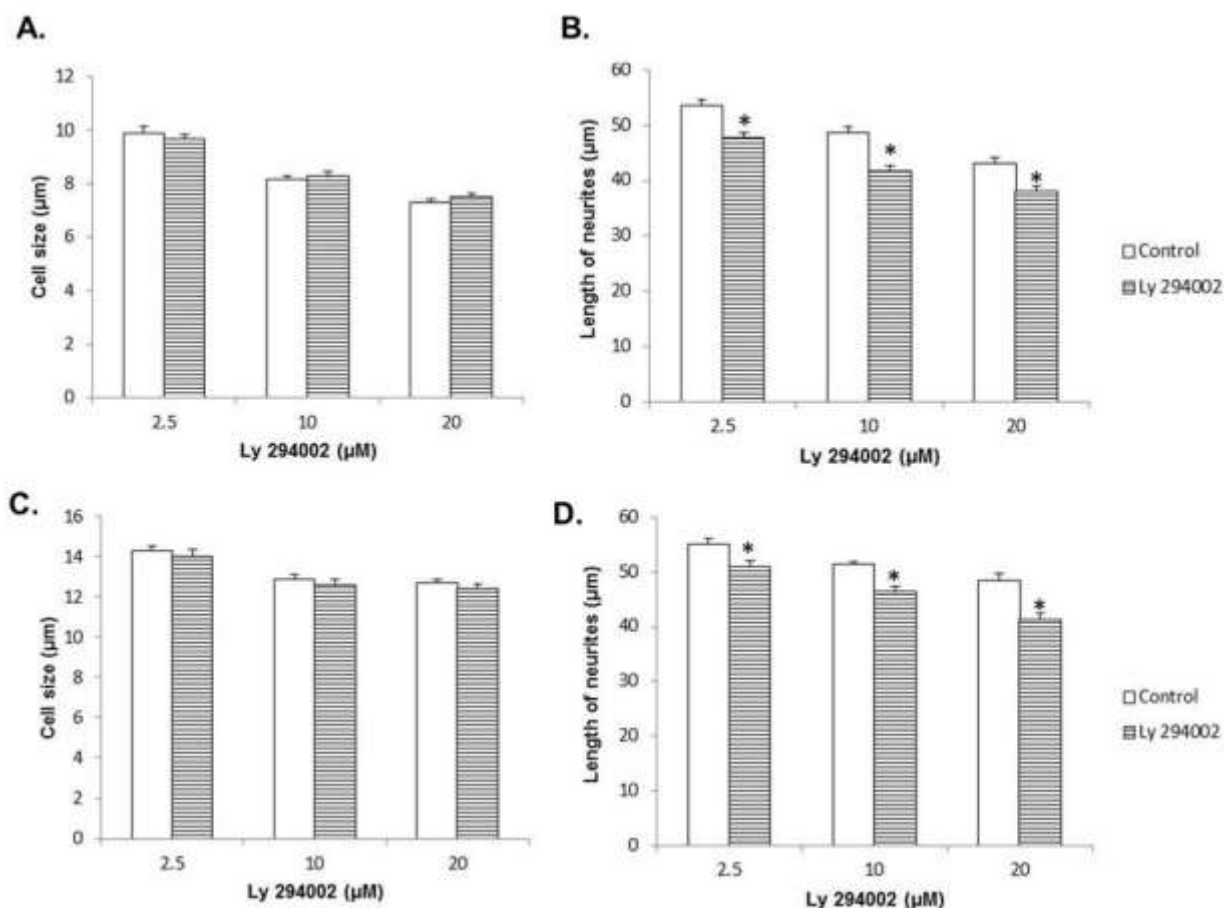 A.
12
10
8
6
4
2
0
Cell size (µm)
2.5 10 20
Ly 294002 (µM)
B.
60
50
40
30
20
10
0
Length of neurites (µm)
* * *
2.5 10 20
Ly 294002 (µM)
Control
Ly 294002
C.
16
14
12
10
8
6
4
2
0
Cell size (µm)
2.5 10 20
Ly 294002 (µM)
D.
60
50
40
30
20
10
0
Length of neurites (µm)
* * *
2.5 10 20
Ly 294002 (µM)
Control
Ly 294002